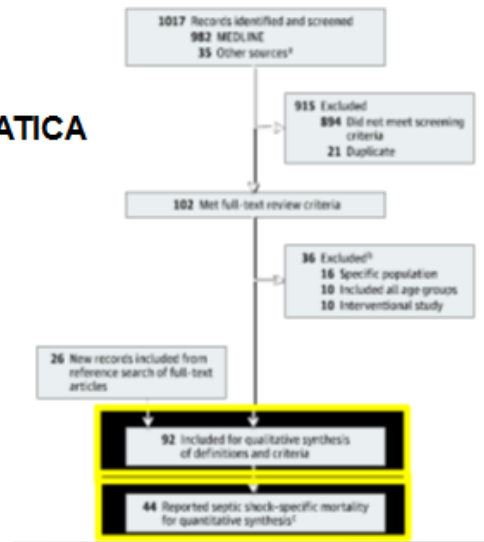 1017 Records identified and screened
982 MEDLINE
35 Other sourcesª
ATICA
915 Excluded
894 Did not meet screening
criteria
21 Duplicate
102 Met full-text review criteria
36 Excludedᵇ
16 Specific population
10 Included all age groups
10 Interventional study
26 New records included from
reference search of full-text
articles
92 Included for qualitative synthesis
of definitions and criteria
44 Reported septic shock-specific mortality
for quantitative synthesisᶜ